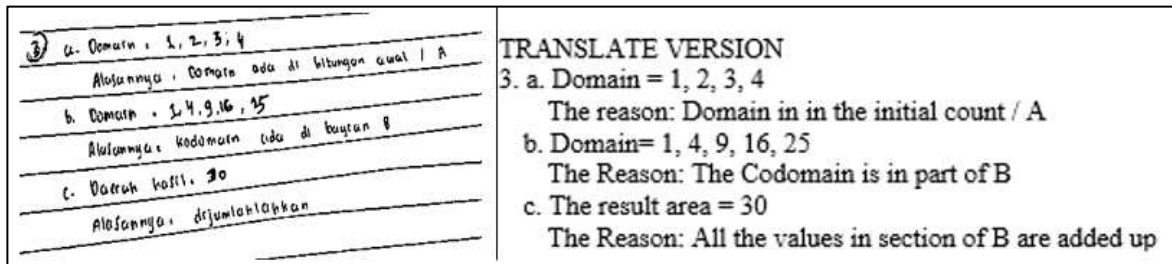 3 a. Domain : 1, 2, 3, 4
Alasannya : Domain ada di hitungan awal / A
b. Domain : 1, 4, 9, 16, 25
Alasannya : kodomain ada di bagian B
c. Daerah hasil : 30
Alasannya : dijumlahlahkan
TRANSLATE VERSION
3. a. Domain = 1, 2, 3, 4
The reason: Domain in in the initial count / A
b. Domain= 1, 4, 9, 16, 25
The Reason: The Codomain is in part of B
c. The result area = 30
The Reason: All the values in section of B are added up